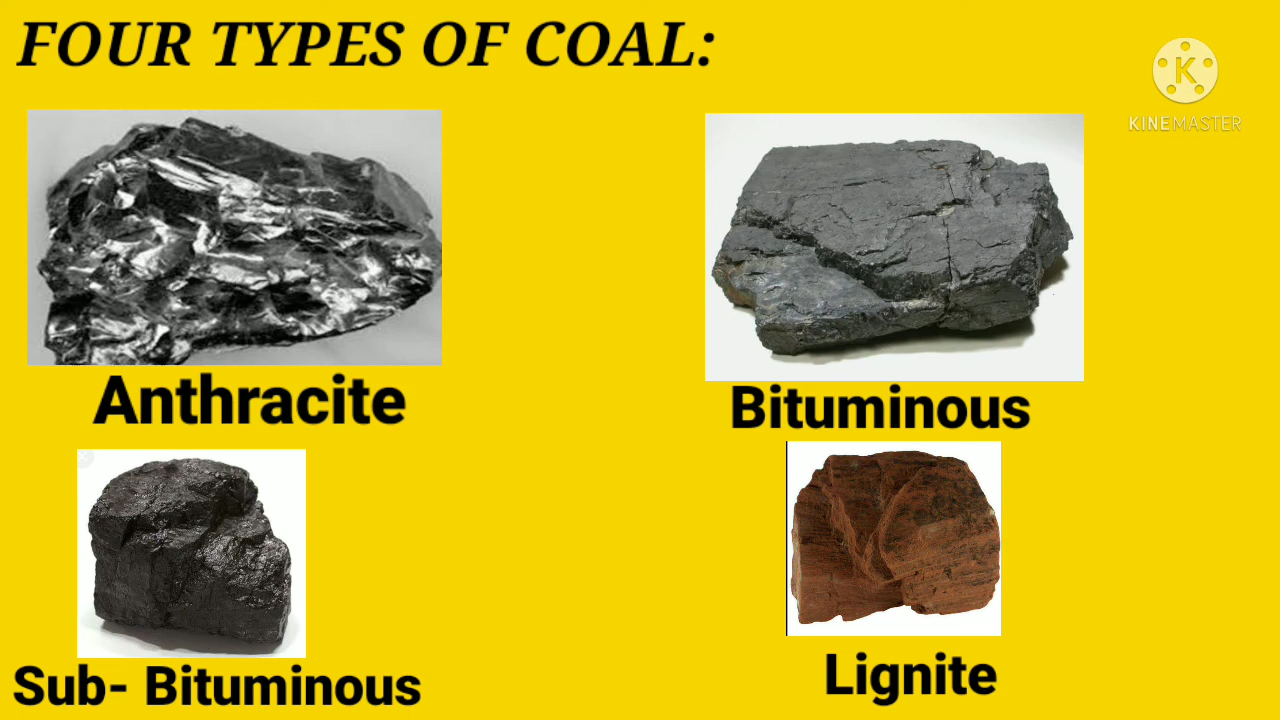 FOUR TYPES OF COAL:
K
KINEMASTER
Anthracite
Bituminous
Sub- Bituminous
Lignite